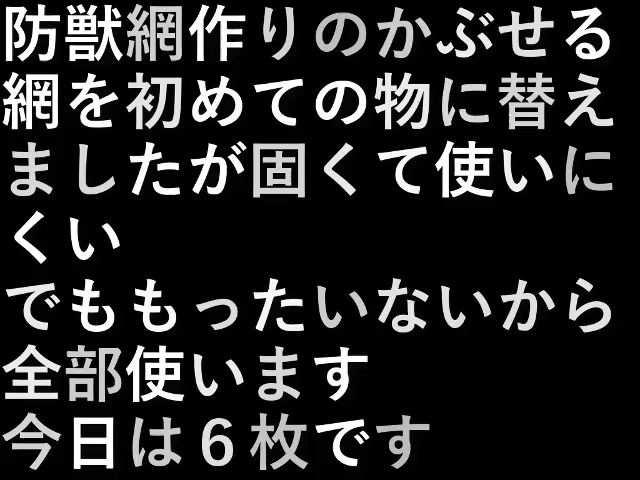 防獣網作りのかぶせる
網を初めての物に替え
ましたが固くて使いに
くい
でももったいないから
全部使います
今日は６枚です